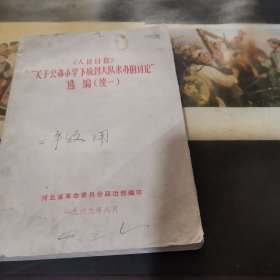 《人民日报》
"关于公办小学下放到大队来办的讨论"
选编（续一）
河北省革命委员会政治部编印
一九六九年八月